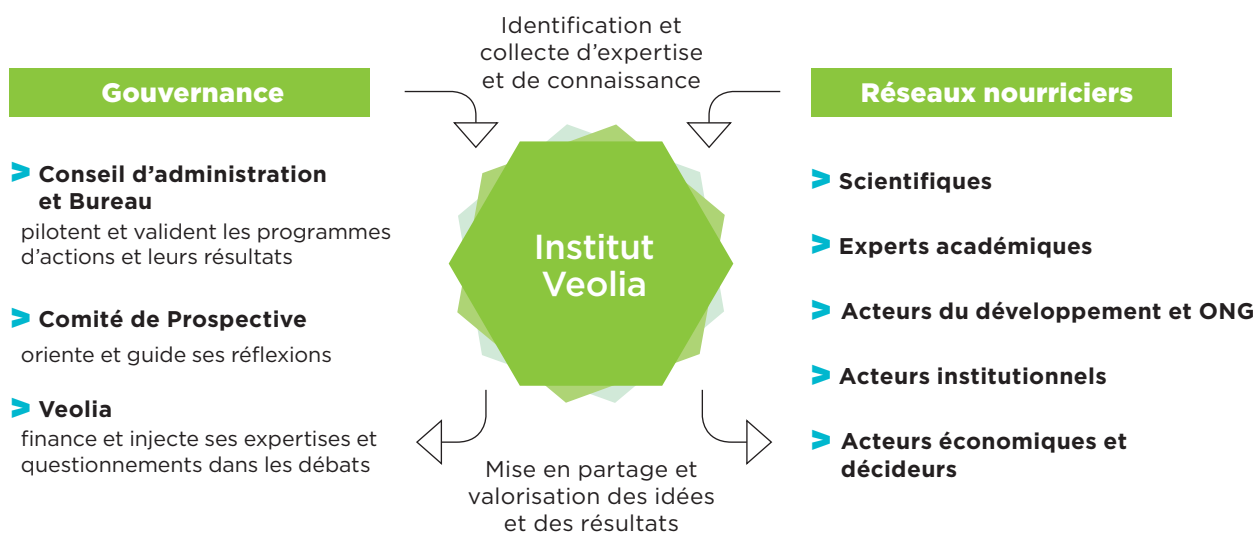 Identification et
collecte d’expertise
et de connaissance
Gouvernance
> Conseil d’administration
et Bureau
pilotent et valident les programmes
d’actions et leurs résultats
> Comité de Prospective
oriente et guide ses réflexions
> Veolia
finance et injecte ses expertises et
questionnements dans les débats
Institut
Veolia
Réseaux nourriciers
> Scientifiques
> Experts académiques
> Acteurs du développement et ONG
> Acteurs institutionnels
> Acteurs économiques et
décideurs
Mise en partage et
valorisation des idées
et des résultats